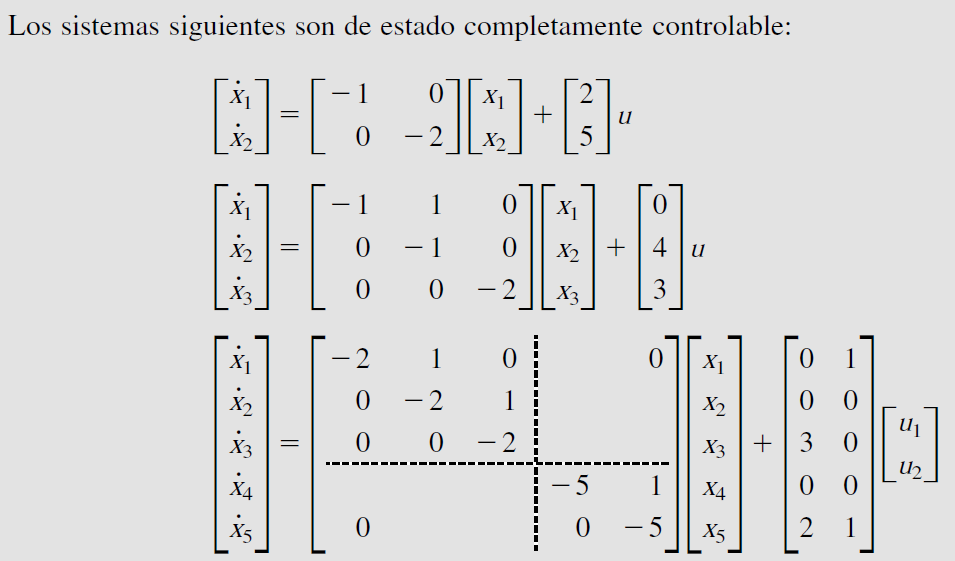 Los sistemas siguientes son de estado completamente controlable:
[ẋ₁; ẋ₂] = [−1 0; 0 −2] [x₁; x₂] + [2; 5] u
[ẋ₁; ẋ₂; ẋ₃] = [−1 1 0; 0 −1 0; 0 0 −2] [x₁; x₂; x₃] + [0; 4; 3] u
[ẋ₁; ẋ₂; ẋ₃; ẋ₄; ẋ₅] = [−2 1 0 ¦ 0; 0 −2 1 ¦; 0 0 −2 ¦; ¦ −5 1; 0 ¦ 0 −5] [x₁; x₂; x₃; x₄; x₅] + [0 1; 0 0; 3 0; 0 0; 2 1] [u₁; u₂]